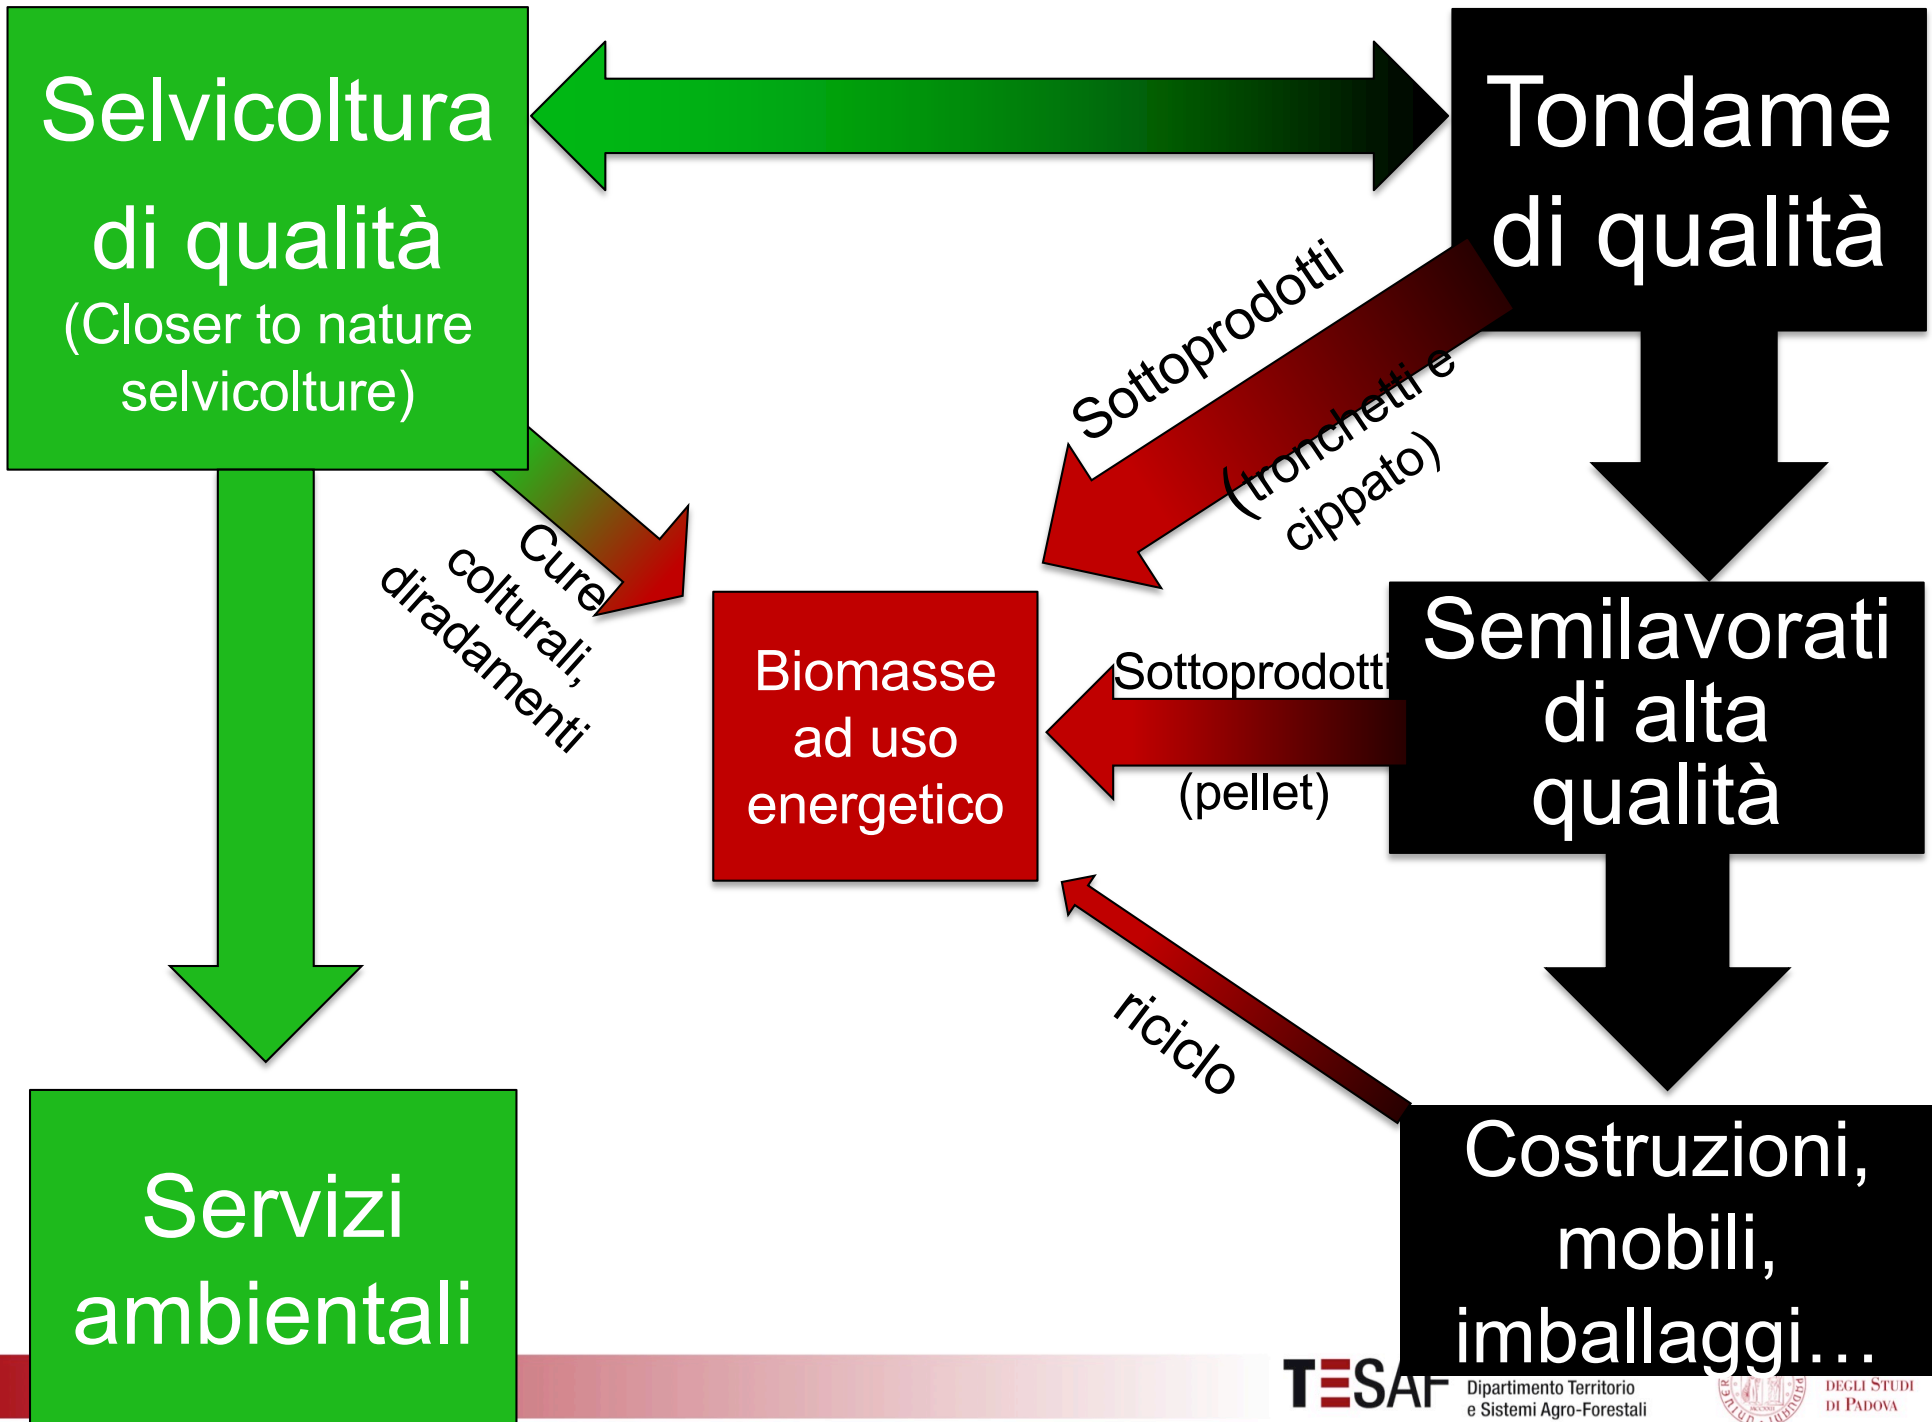 Selvicoltura
di qualità
(Closer to nature
selvicolture)
Tondame
di qualità
Sottoprodotti
(tronchetti e
cippato)
Cure
colturali,
diradamenti
Biomasse
ad uso
energetico
Sottoprodotti
(pellet)
Semilavorati
di alta
qualità
riciclo
Servizi
ambientali
Costruzioni,
mobili,
imballaggi…
TESAF
Dipartimento Territorio
e Sistemi Agro-Forestali
DEGLI STUDI
DI PADOVA